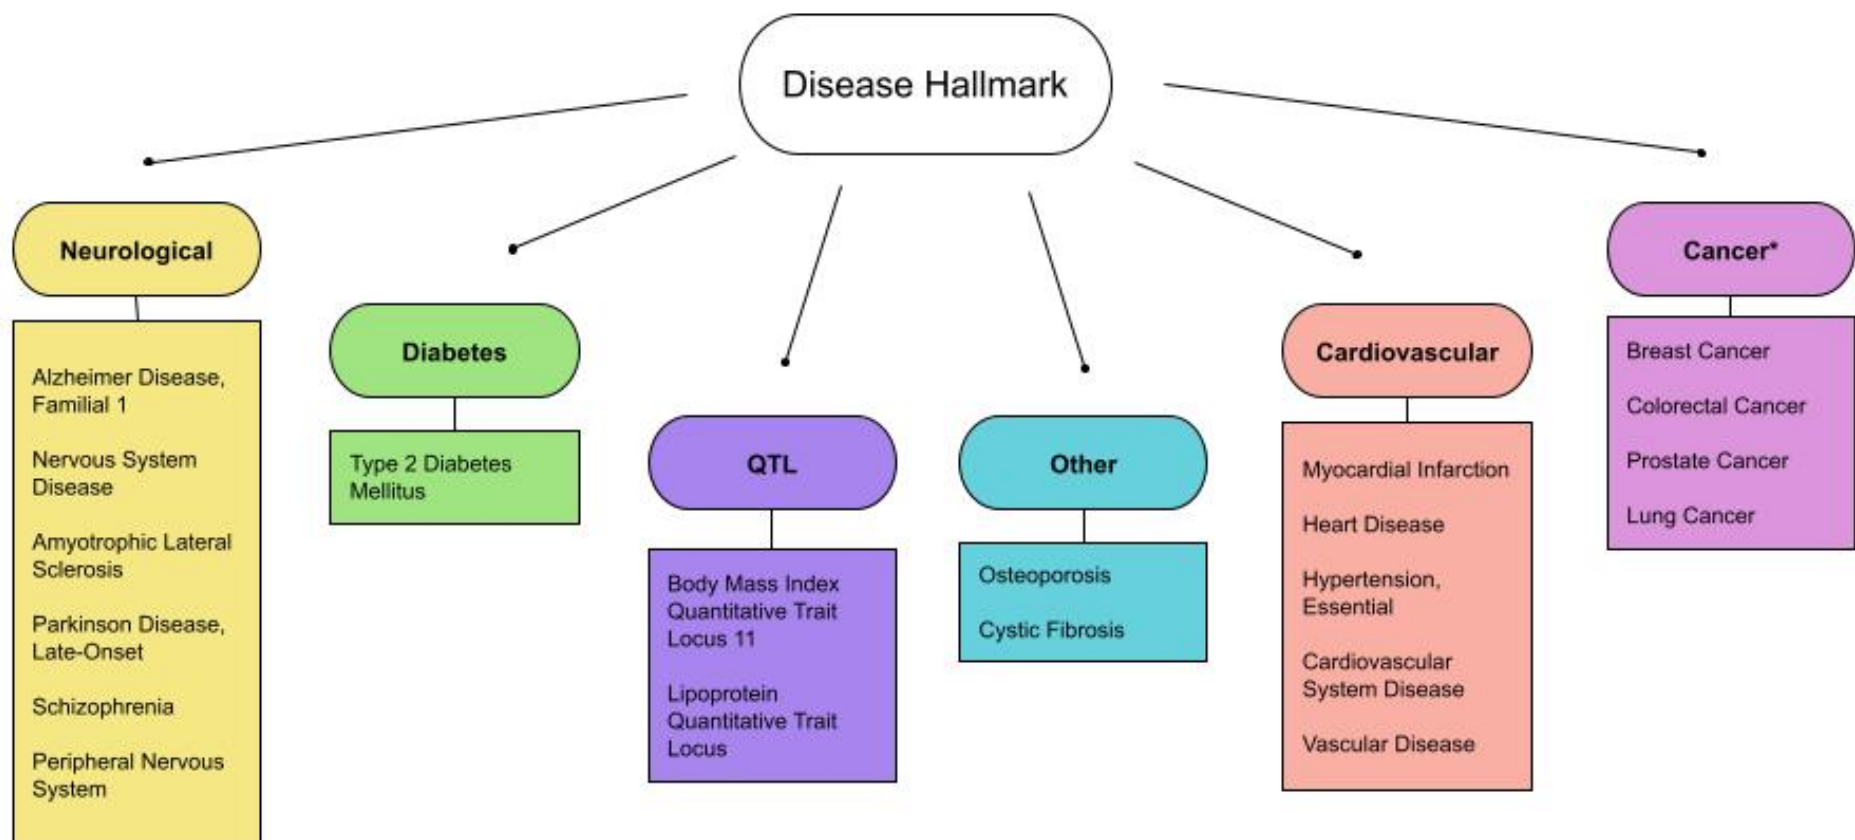 Disease Hallmark
Neurological
Alzheimer Disease,
Familial 1
Nervous System
Disease
Amyotrophic Lateral
Sclerosis
Parkinson Disease,
Late-Onset
Schizophrenia
Peripheral Nervous
System
Diabetes
Type 2 Diabetes
Mellitus
QTL
Body Mass Index
Quantitative Trait
Locus 11
Lipoprotein
Quantitative Trait
Locus
Other
Osteoporosis
Cystic Fibrosis
Cardiovascular
Myocardial Infarction
Heart Disease
Hypertension,
Essential
Cardiovascular
System Disease
Vascular Disease
Cancer*
Breast Cancer
Colorectal Cancer
Prostate Cancer
Lung Cancer